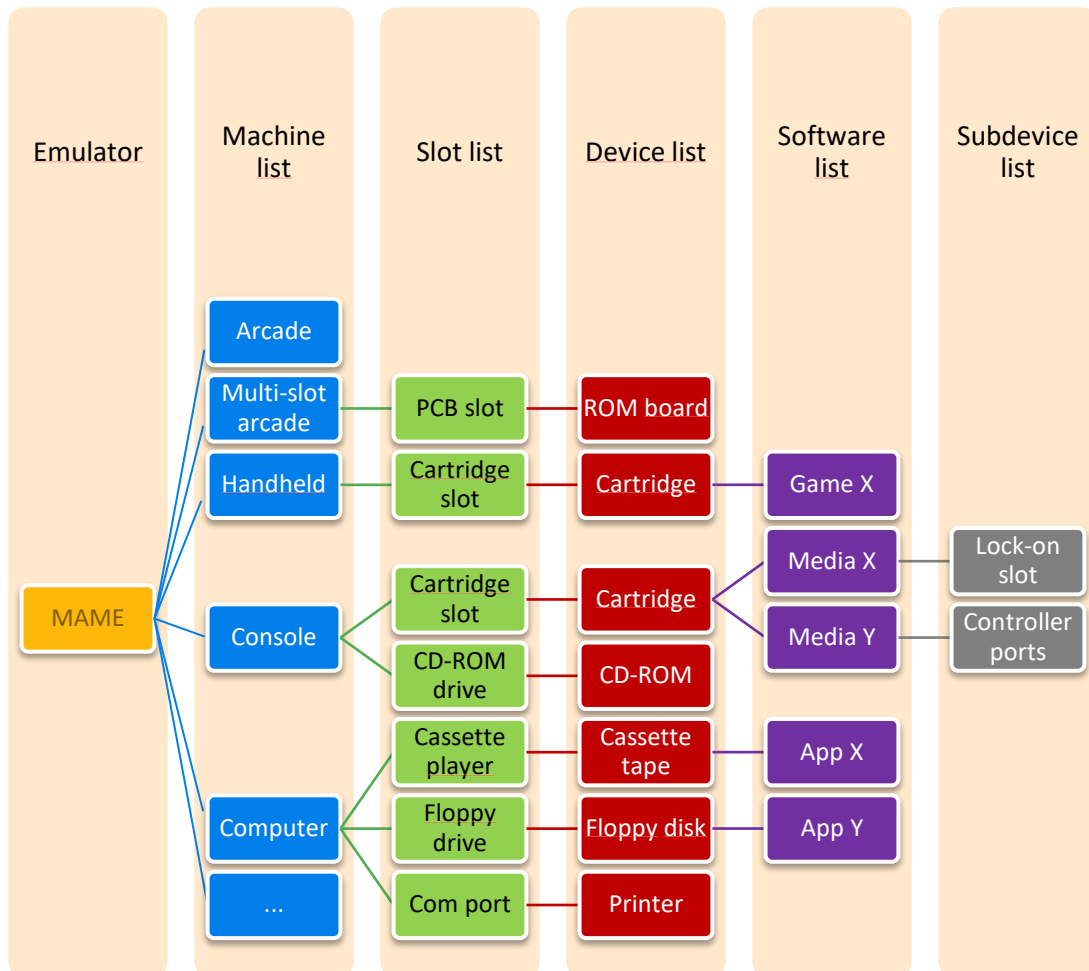 Emulator
Machine
list
Slot list
Device list
Software
list
Subdevice
list
Arcade
Multi-slot
arcade
PCB slot
ROM board
Handheld
Cartridge
slot
Cartridge
Game X
MAME
Console
Cartridge
slot
Cartridge
Media X
Lock-on
slot
Media Y
Controller
ports
CD-ROM
drive
CD-ROM
Computer
Cassette
player
Cassette
tape
App X
Floppy
drive
Floppy disk
App Y
Com port
Printer
...